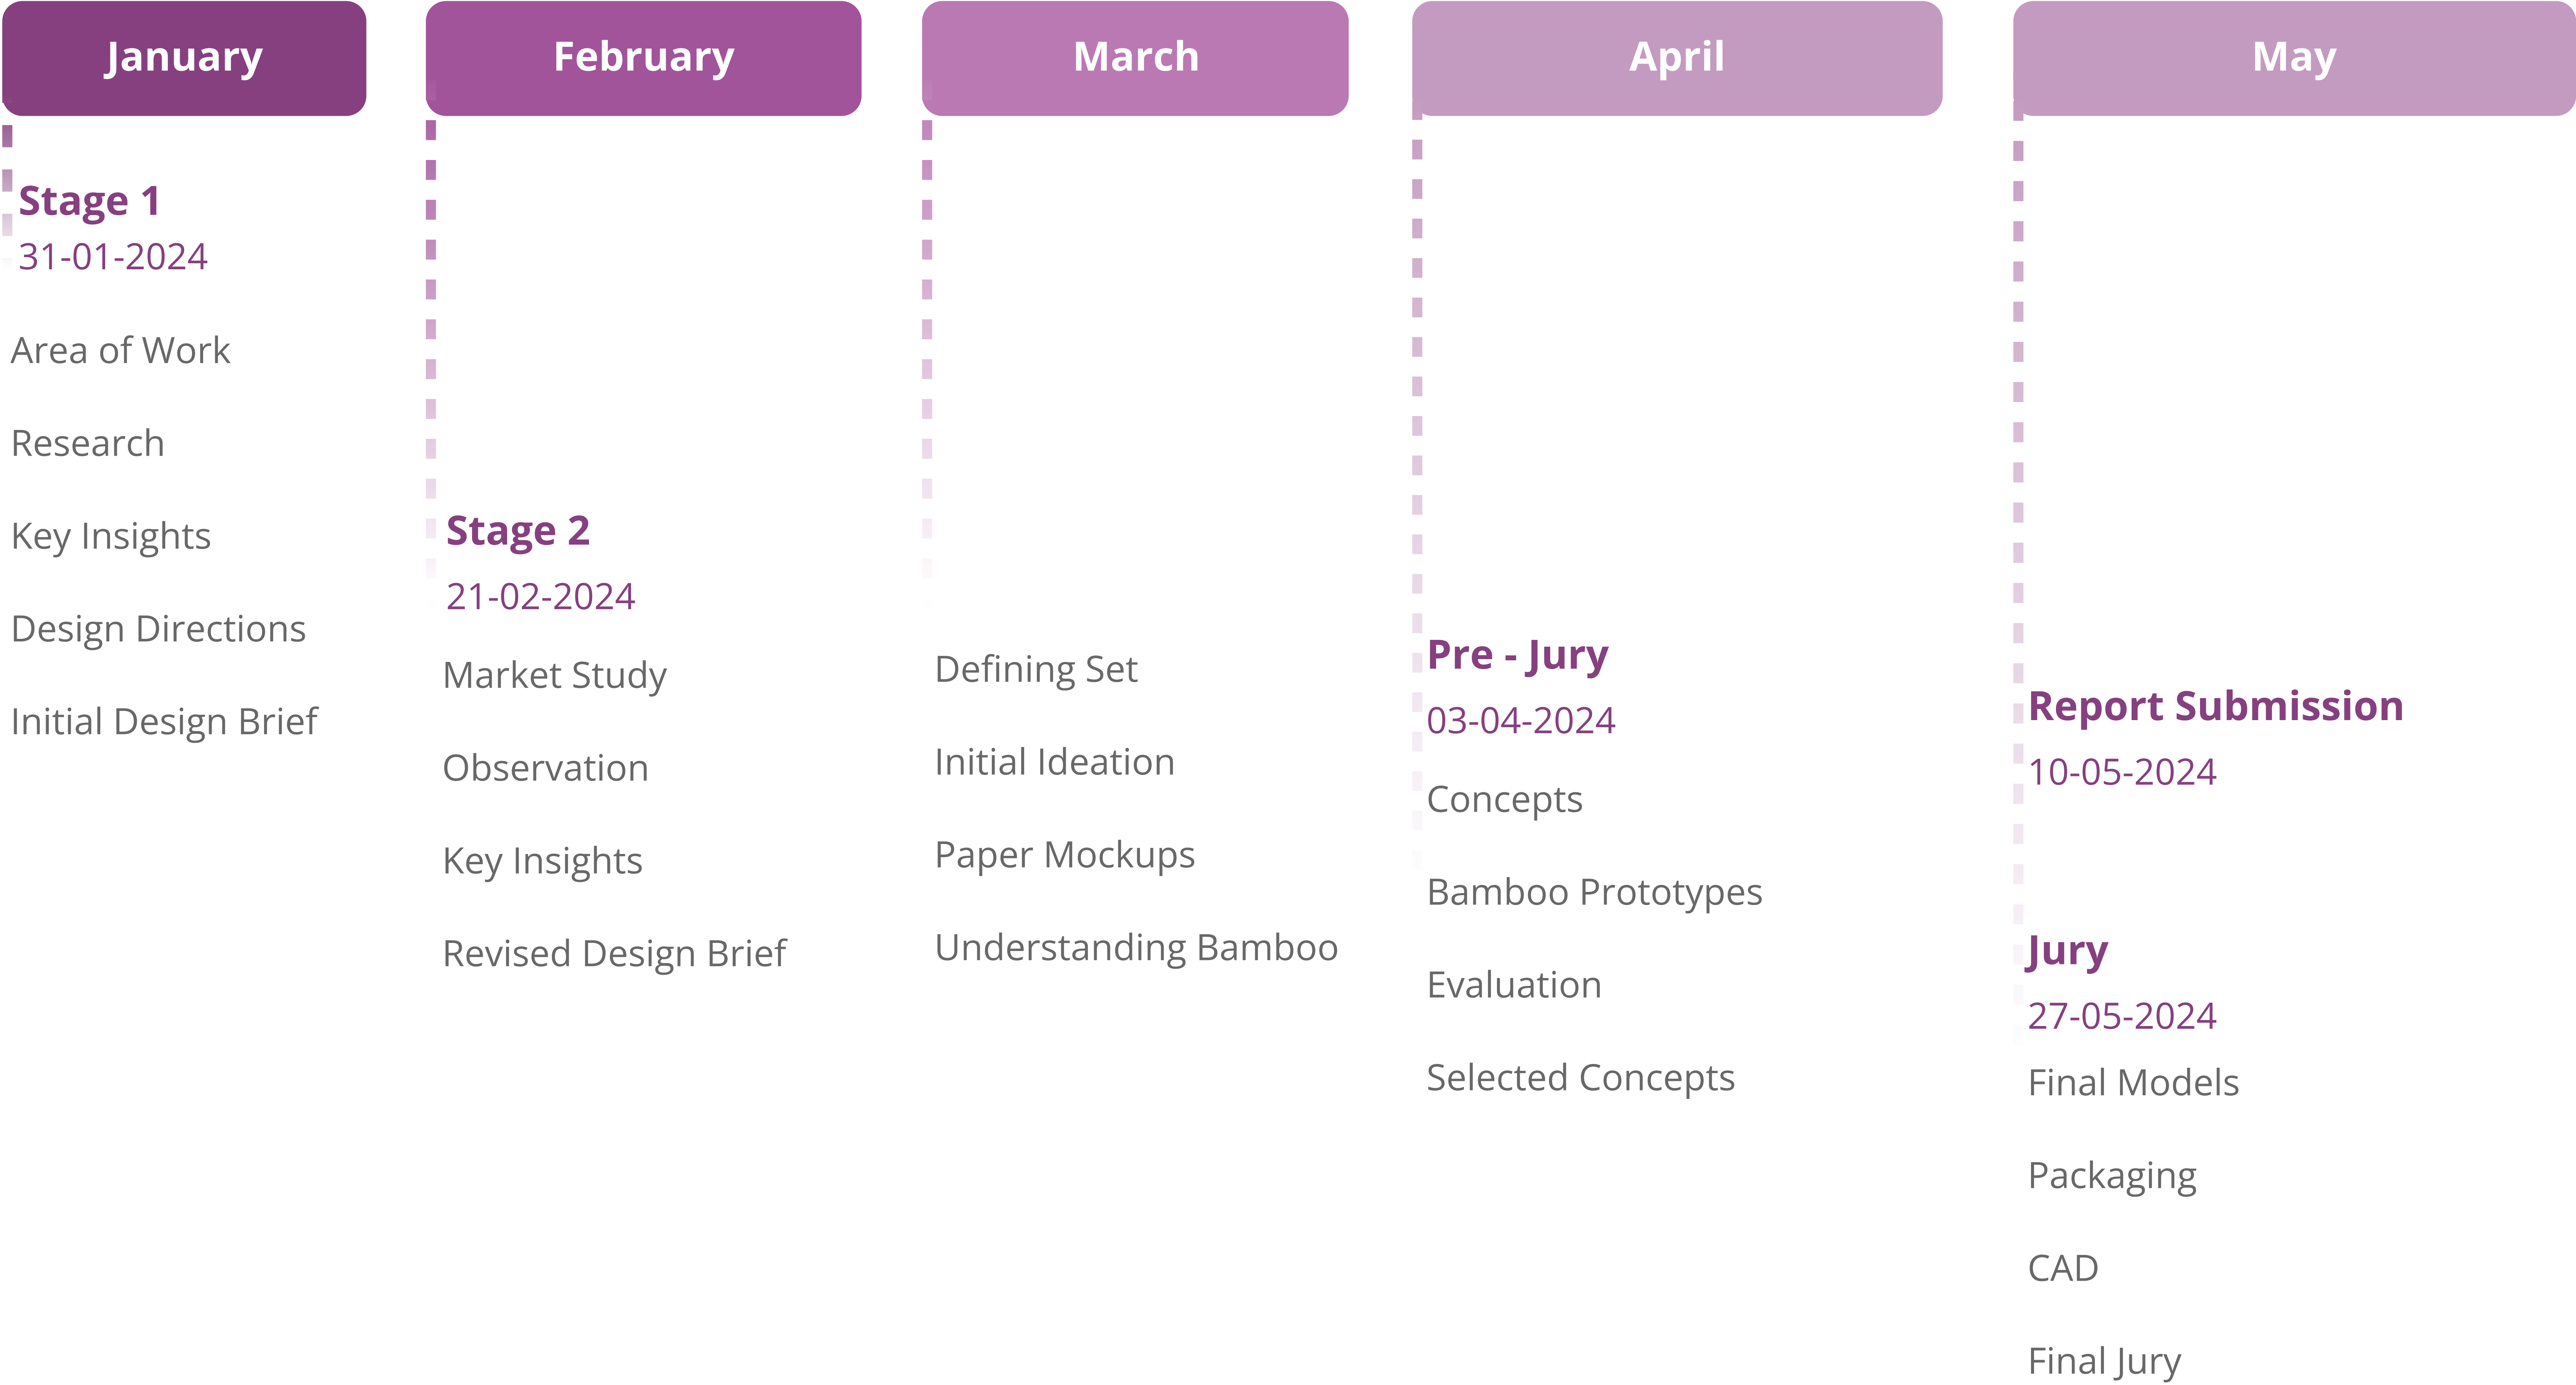 January
Stage 1
31-01-2024
Area of Work
Research
Key Insights
Design Directions
Initial Design Brief
February
Stage 2
21-02-2024
Market Study
Observation
Key Insights
Revised Design Brief
March
Defining Set
Initial Ideation
Paper Mockups
Understanding Bamboo
April
Pre - Jury
03-04-2024
Concepts
Bamboo Prototypes
Evaluation
Selected Concepts
May
Report Submission
10-05-2024
Jury
27-05-2024
Final Models
Packaging
CAD
Final Jury